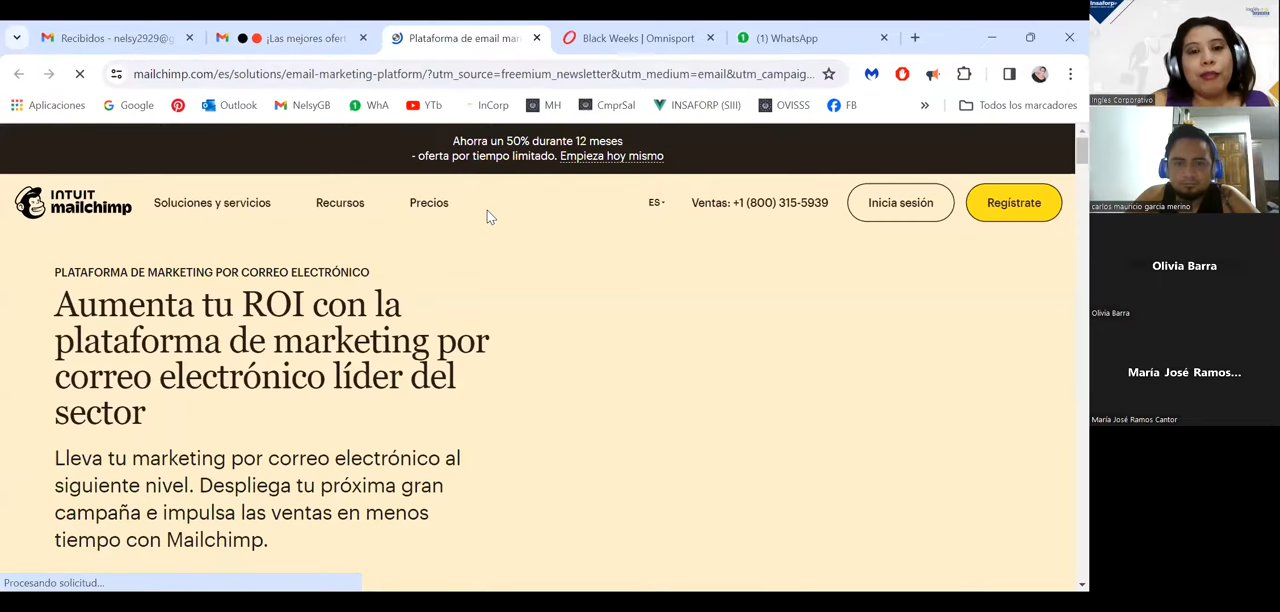 Recibidos - nelsy2929@g
¡Las mejores ofert
Plataforma de email man
Black Weeks | Omnisport
(1) WhatsApp
mailchimp.com/es/solutions/email-marketing-platform/?utm_source=freemium_newsletter&utm_medium=email&utm_campaig...
Aplicaciones
Google
Outlook
NelsyGB
WhA
YTb
InCorp
MH
CmprSal
INSAFORP (SIII)
OVISSS
FB
»
Todos los marcadores
Ahorra un 50% durante 12 meses
- oferta por tiempo limitado. Empieza hoy mismo
INTUIT
mailchimp
Soluciones y servicios
Recursos
Precios
ES
Ventas: +1 (800) 315-5939
Inicia sesión
Regístrate
PLATAFORMA DE MARKETING POR CORREO ELECTRÓNICO
Aumenta tu ROI con la
plataforma de marketing por
correo electrónico líder del
sector
Lleva tu marketing por correo electrónico al
siguiente nivel. Despliega tu próxima gran
campaña e impulsa las ventas en menos
tiempo con Mailchimp.
Procesando solicitud...
Insaforp
Ingles Corporativo
carlos mauricio garcia merino
Olivia Barra
Olivia Barra
María José Ramos...
María José Ramos Cantor